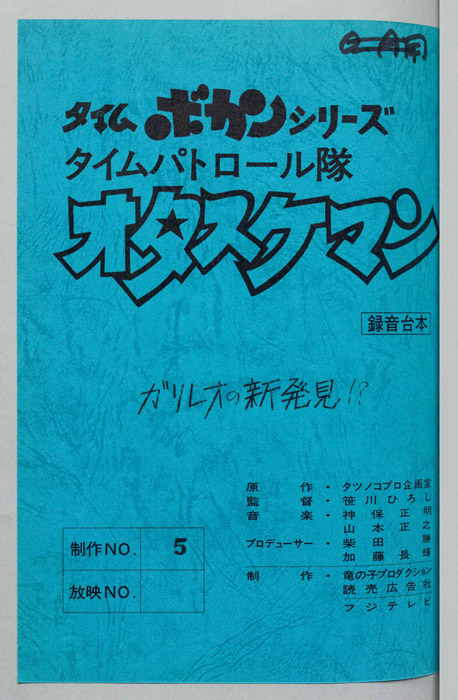 タイムボカンシリーズ
タイムパトロール隊
オタスケマン
録音台本
ガリレオの新発見!?
原作・タツノコプロ企画室
監督・笹川ひろし
音楽・神保正明
山本正之
プロデューサー・柴田勝
加藤長輝
制作・竜の子プロダクション
読売広告社
フジテレビ
制作NO. 5
放映NO.